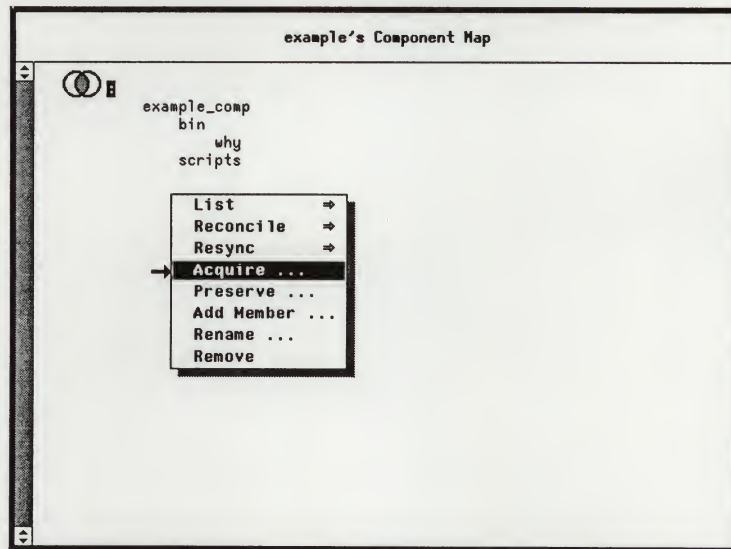 example's Component Map
example_comp
bin
why
scripts
List ⇒
Reconcile ⇒
Resync ⇒
Acquire ...
Preserve ...
Add Member ...
Rename ...
Remove